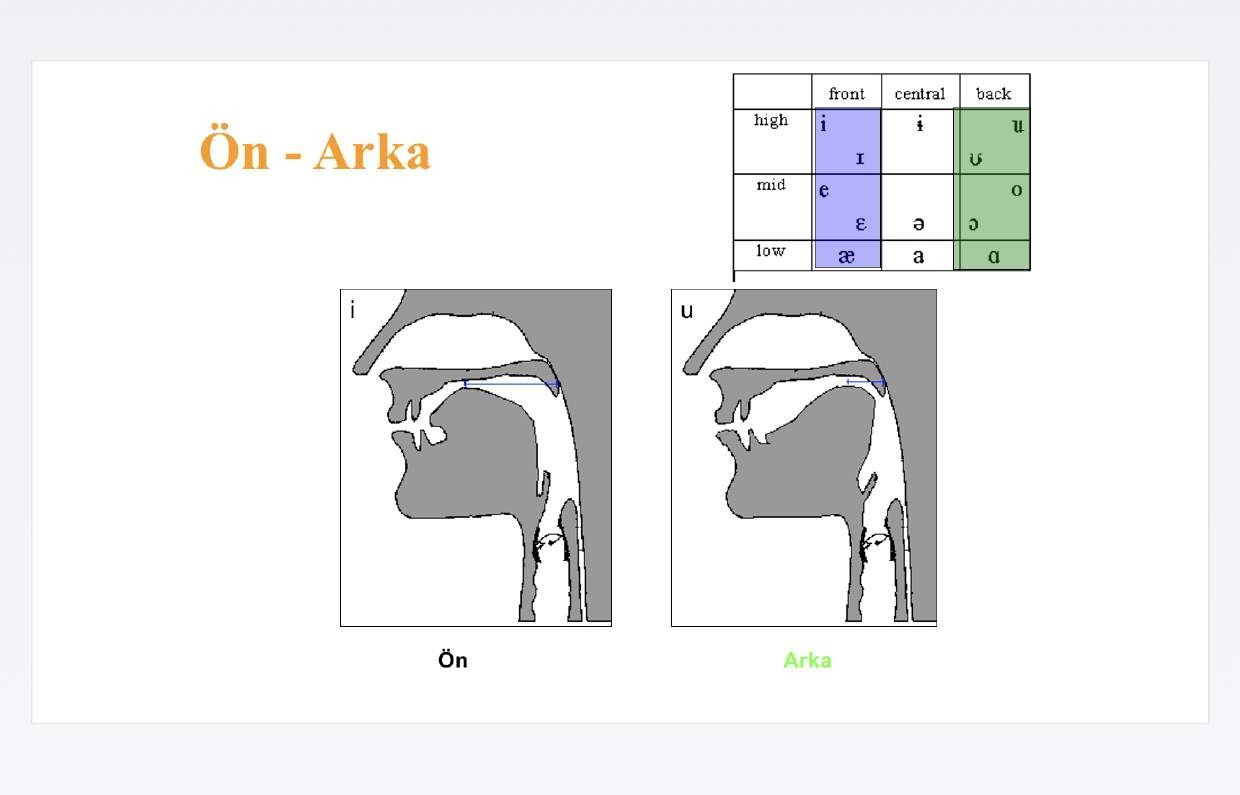 Ön - Arka
front central back
high i ɨ u
ɪ ʊ
mid e o
ɛ ə ɔ
low æ a ɑ
i
u
Ön
Arka